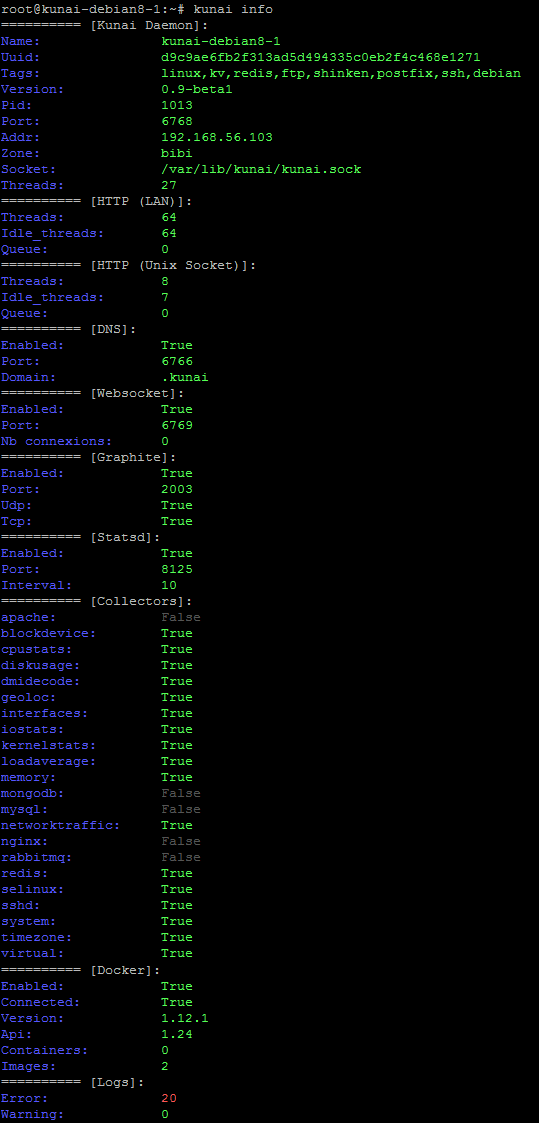 root@kunai-debian8-1:~# kunai info
========== [Kunai Daemon]:
Name: kunai-debian8-1
Uuid: d9c9ae6fb2f313ad5d494335c0eb2f4c468e1271
Tags: linux,kv,redis,ftp,shinken,postfix,ssh,debian
Version: 0.9-beta1
Pid: 1013
Port: 6768
Addr: 192.168.56.103
Zone: bibi
Socket: /var/lib/kunai/kunai.sock
Threads: 27
========== [HTTP (LAN)]:
Threads: 64
Idle_threads: 64
Queue: 0
========== [HTTP (Unix Socket)]:
Threads: 8
Idle_threads: 7
Queue: 0
========== [DNS]:
Enabled: True
Port: 6766
Domain: .kunai
========== [Websocket]:
Enabled: True
Port: 6769
Nb connexions: 0
========== [Graphite]:
Enabled: True
Port: 2003
Udp: True
Tcp: True
========== [Statsd]:
Enabled: True
Port: 8125
Interval: 10
========== [Collectors]:
apache: False
blockdevice: True
cpustats: True
diskusage: True
dmidecode: True
geoloc: True
interfaces: True
iostats: True
kernelstats: True
loadaverage: True
memory: True
mongodb: False
mysql: False
networktraffic: True
nginx: False
rabbitmq: False
redis: True
selinux: True
sshd: True
system: True
timezone: True
virtual: True
========== [Docker]:
Enabled: True
Connected: True
Version: 1.12.1
Api: 1.24
Containers: 0
Images: 2
========== [Logs]:
Error: 20
Warning: 0